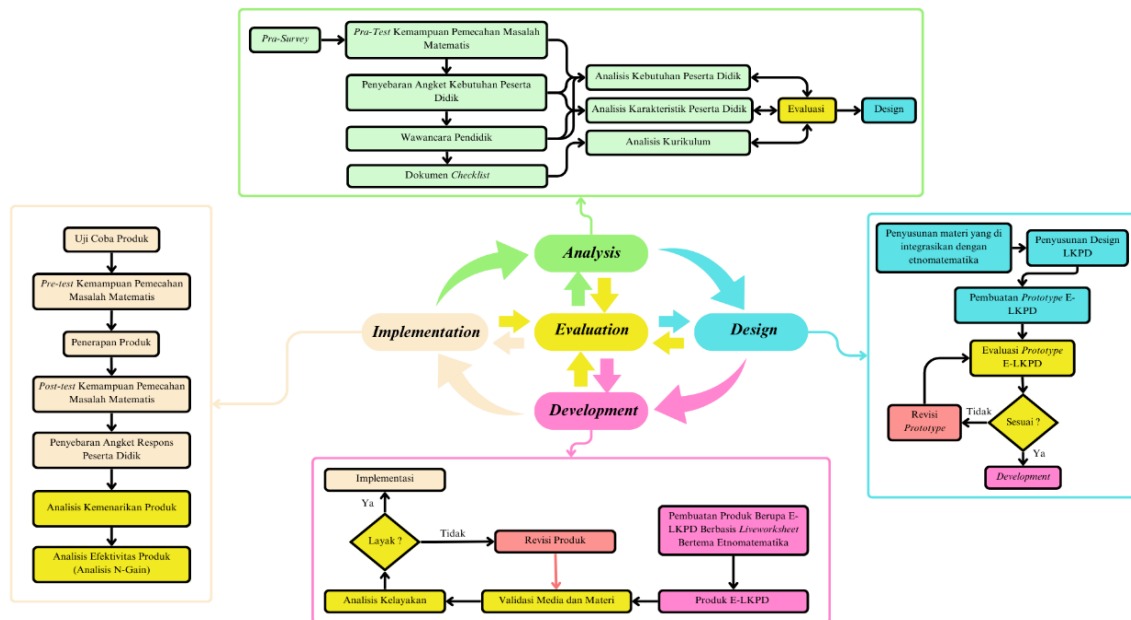 Pra-Survey
Pra-Test Kemampuan Pemecahan Masalah
Matematis
Penyebaran Angket Kebutuhan Peserta
Didik
Wawancara Pendidik
Dokumen Checklist
Analisis Kebutuhan Peserta Didik
Analisis Karakteristik Peserta Didik
Analisis Kurikulum
Evaluasi
Design
Uji Coba Produk
Pre-test Kemampuan Pemecahan
Masalah Matematis
Penerapan Produk
Post-test Kemampuan Pemecahan
Masalah Matematis
Penyebaran Angket Respons
Peserta Didik
Analisis Kemenarikan Produk
Analisis Efektivitas Produk
(Analisis N-Gain)
Analysis
Implementation
Evaluation
Design
Development
Penyusunan materi yang di
integrasikan dengan
etnomatematika
Penyusunan Design
LKPD
Pembuatan Prototype E-
LKPD
Evaluasi Prototype
E-LKPD
Revisi
Prototype
Tidak
Sesuai ?
Ya
Development
Implementasi
Ya
Layak ?
Tidak
Revisi Produk
Pembuatan Produk Berupa E-
LKPD Berbasis Liveworksheet
Bertema Etnomatematika
Analisis Kelayakan
Validasi Media dan Materi
Produk E-LKPD